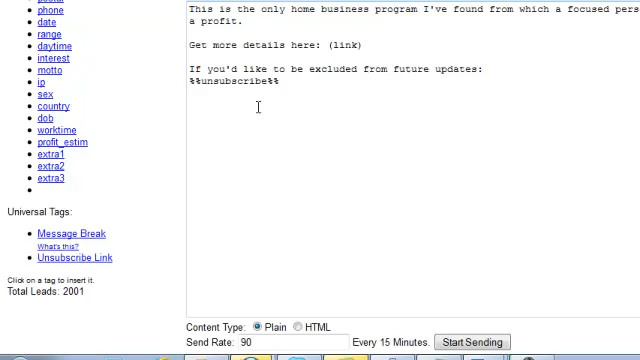 phone
date
range
daytime
interest
motto
ip
sex
country
dob
worktime
profit_estim
extra1
extra2
extra3
Universal Tags:
Message Break
What's this?
Unsubscribe Link
Click on a tag to insert it.
Total Leads: 2001
This is the only home business program I've found from which a focused pers
a profit.
Get more details here: (link)
If you'd like to be excluded from future updates:
%%unsubscribe%%
Content Type: Plain HTML
Send Rate: 90 Every 15 Minutes. Start Sending